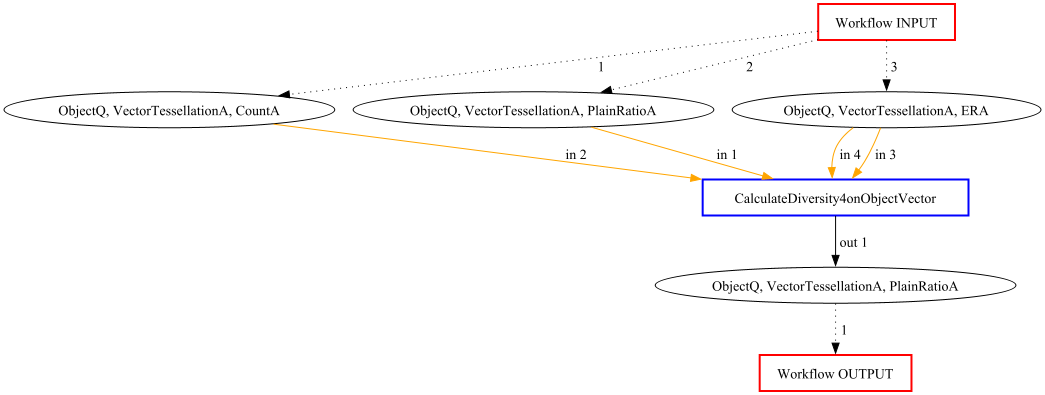 Workflow INPUT
1
2
3
ObjectQ, VectorTessellationA, CountA
ObjectQ, VectorTessellationA, PlainRatioA
ObjectQ, VectorTessellationA, ERA
in 2
in 1
in 4
in 3
CalculateDiversity4onObjectVector
out 1
ObjectQ, VectorTessellationA, PlainRatioA
1
Workflow OUTPUT